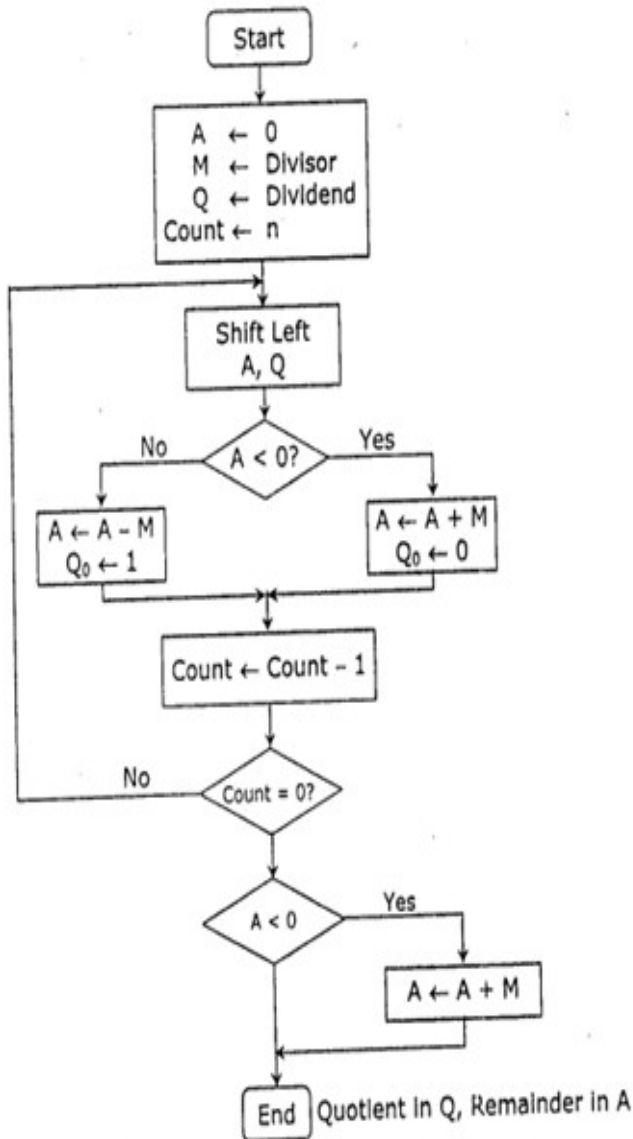 Start
A ← 0
M ← Divisor
Q ← Dividend
Count ← n
Shift Left
A, Q
No
A < 0?
Yes
A ← A – M
Q₀ ← 1
A ← A + M
Q₀ ← 0
Count ← Count – 1
No
Count = 0?
A < 0
Yes
A ← A + M
End
Quotient in Q, Remainder in A